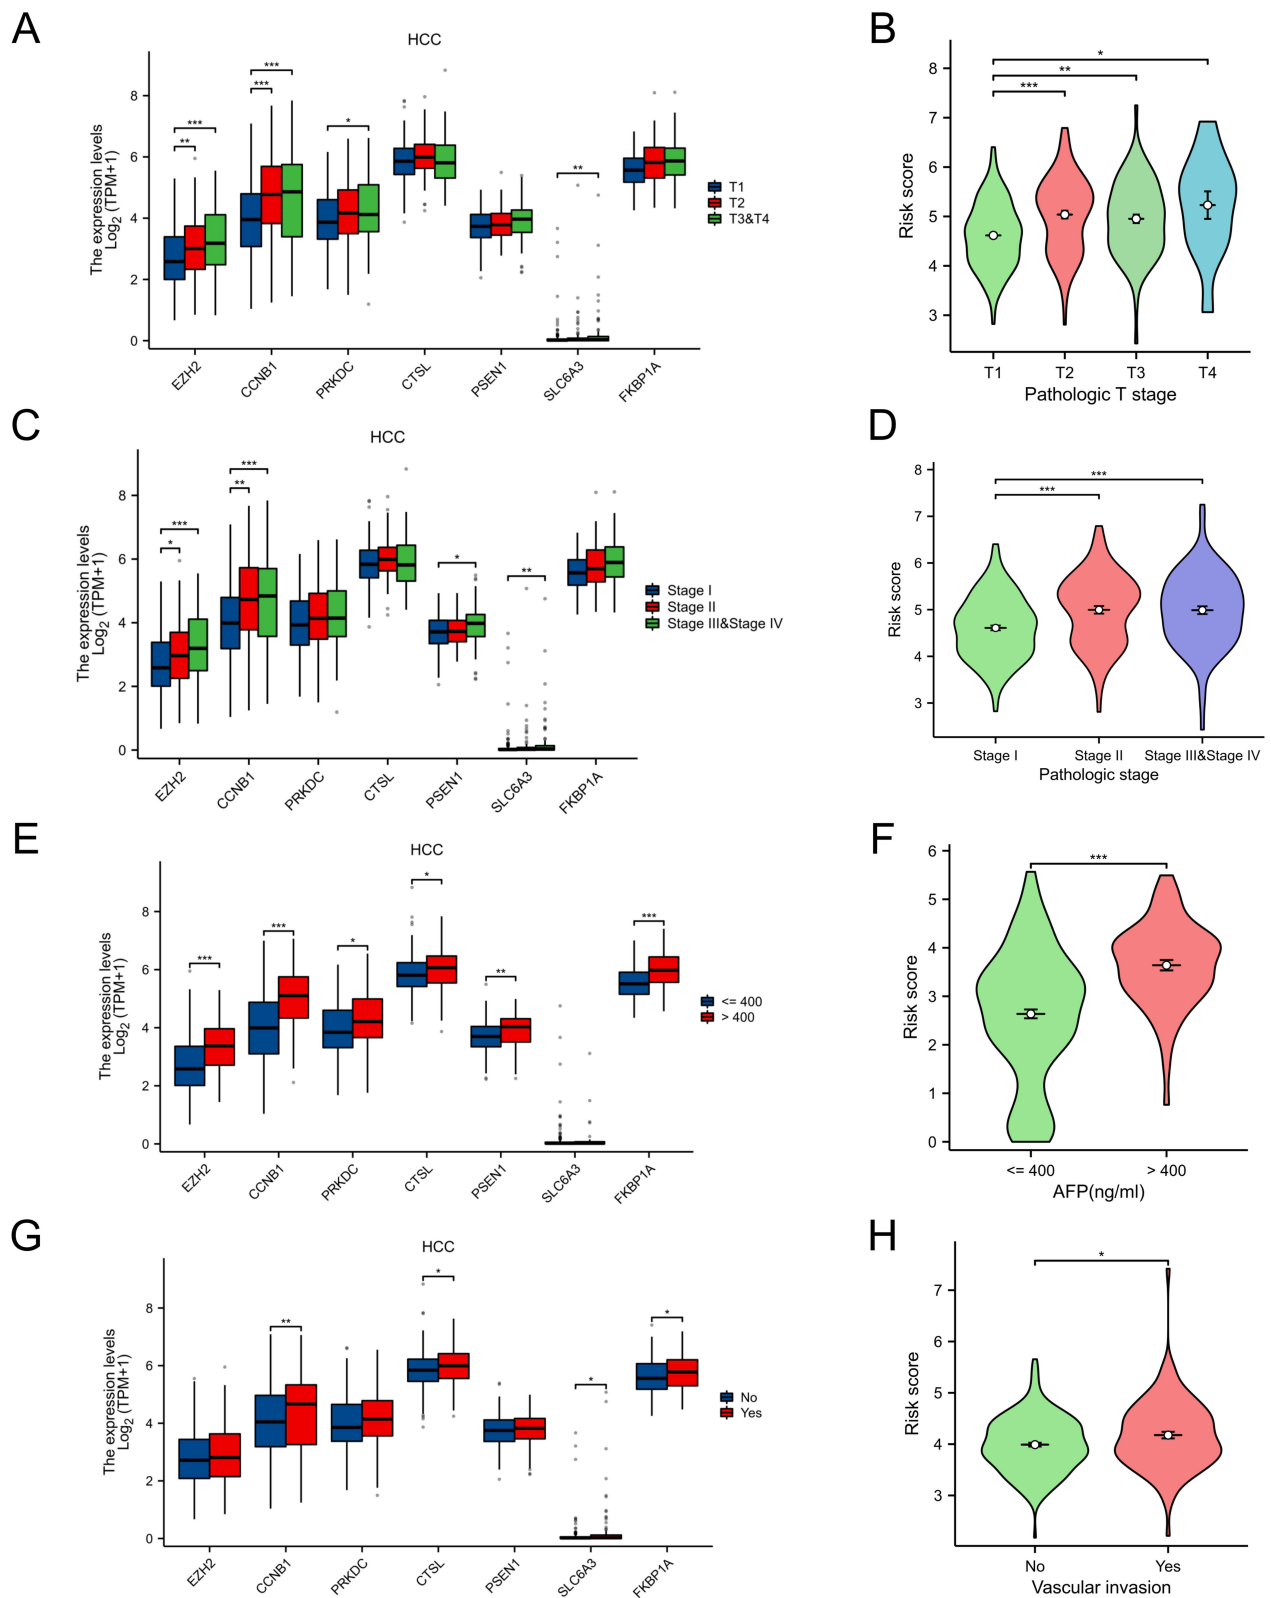 A
HCC
The expression levels
Log2 (TPM+1)
8
6
4
2
0
***
**
***
***
*
**
EZH2
CCNB1
PRKDC
CTSL
PSEN1
SLC6A3
FKBP1A
T1
T2
T3&T4
B
Risk score
8
7
6
5
4
3
*
**
***
T1
T2
T3
T4
Pathologic T stage
C
HCC
The expression levels
Log2 (TPM+1)
8
6
4
2
0
***
*
***
**
*
**
EZH2
CCNB1
PRKDC
CTSL
PSEN1
SLC6A3
FKBP1A
Stage I
Stage II
Stage III&Stage IV
D
Risk score
8
7
6
5
4
3
***
***
Stage I
Stage II
Stage III&Stage IV
Pathologic stage
E
HCC
The expression levels
Log2 (TPM+1)
8
6
4
2
0
***
***
*
*
**
***
EZH2
CCNB1
PRKDC
CTSL
PSEN1
SLC6A3
FKBP1A
<= 400
> 400
F
Risk score
6
5
4
3
2
1
0
***
<= 400
> 400
AFP(ng/ml)
G
HCC
The expression levels
Log2 (TPM+1)
8
6
4
2
0
**
*
*
*
EZH2
CCNB1
PRKDC
CTSL
PSEN1
SLC6A3
FKBP1A
No
Yes
H
Risk score
7
6
5
4
3
*
No
Yes
Vascular invasion